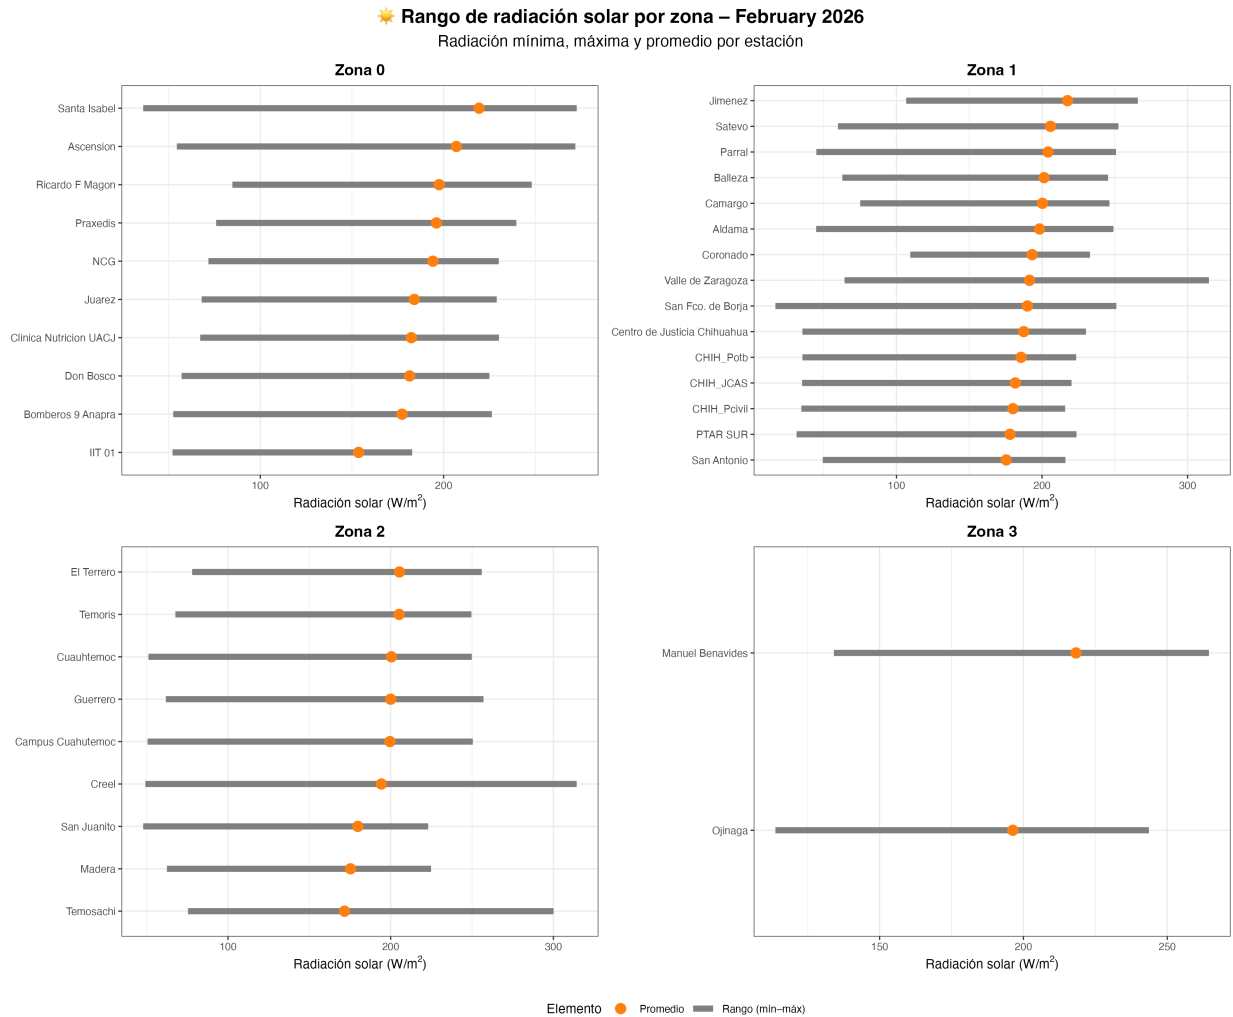 ☀️ Rango de radiación solar por zona – February 2026
Radiación mínima, máxima y promedio por estación
Zona 0
Santa Isabel
Ascension
Ricardo F Magon
Praxedis
NCG
Juarez
Clinica Nutricion UACJ
Don Bosco
Bomberos 9 Anapra
IIT 01
100 200
Radiación solar (W/m²)
Zona 1
Jimenez
Satevo
Parral
Balleza
Camargo
Aldama
Coronado
Valle de Zaragoza
San Fco. de Borja
Centro de Justicia Chihuahua
CHIH_Potb
CHIH_JCAS
CHIH_Pcivil
PTAR SUR
San Antonio
100 200 300
Radiación solar (W/m²)
Zona 2
El Terrero
Temoris
Cuauhtemoc
Guerrero
Campus Cuahutemoc
Creel
San Juanito
Madera
Temosachi
100 200 300
Radiación solar (W/m²)
Zona 3
Manuel Benavides
Ojinaga
150 200 250
Radiación solar (W/m²)
Elemento Promedio Rango (mín–máx)